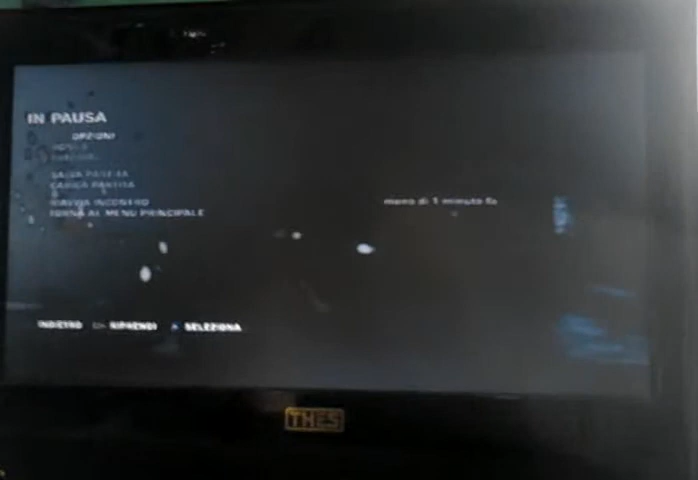 IN PAUSA
OPZIONI
SALVA PARTITA
CARICA PARTITA
RIAVVIA INCONTRO
TORNA AL MENU PRINCIPALE
meno di 1 minuto fa
INDIETRO RIPRENDI SELEZIONA
THES